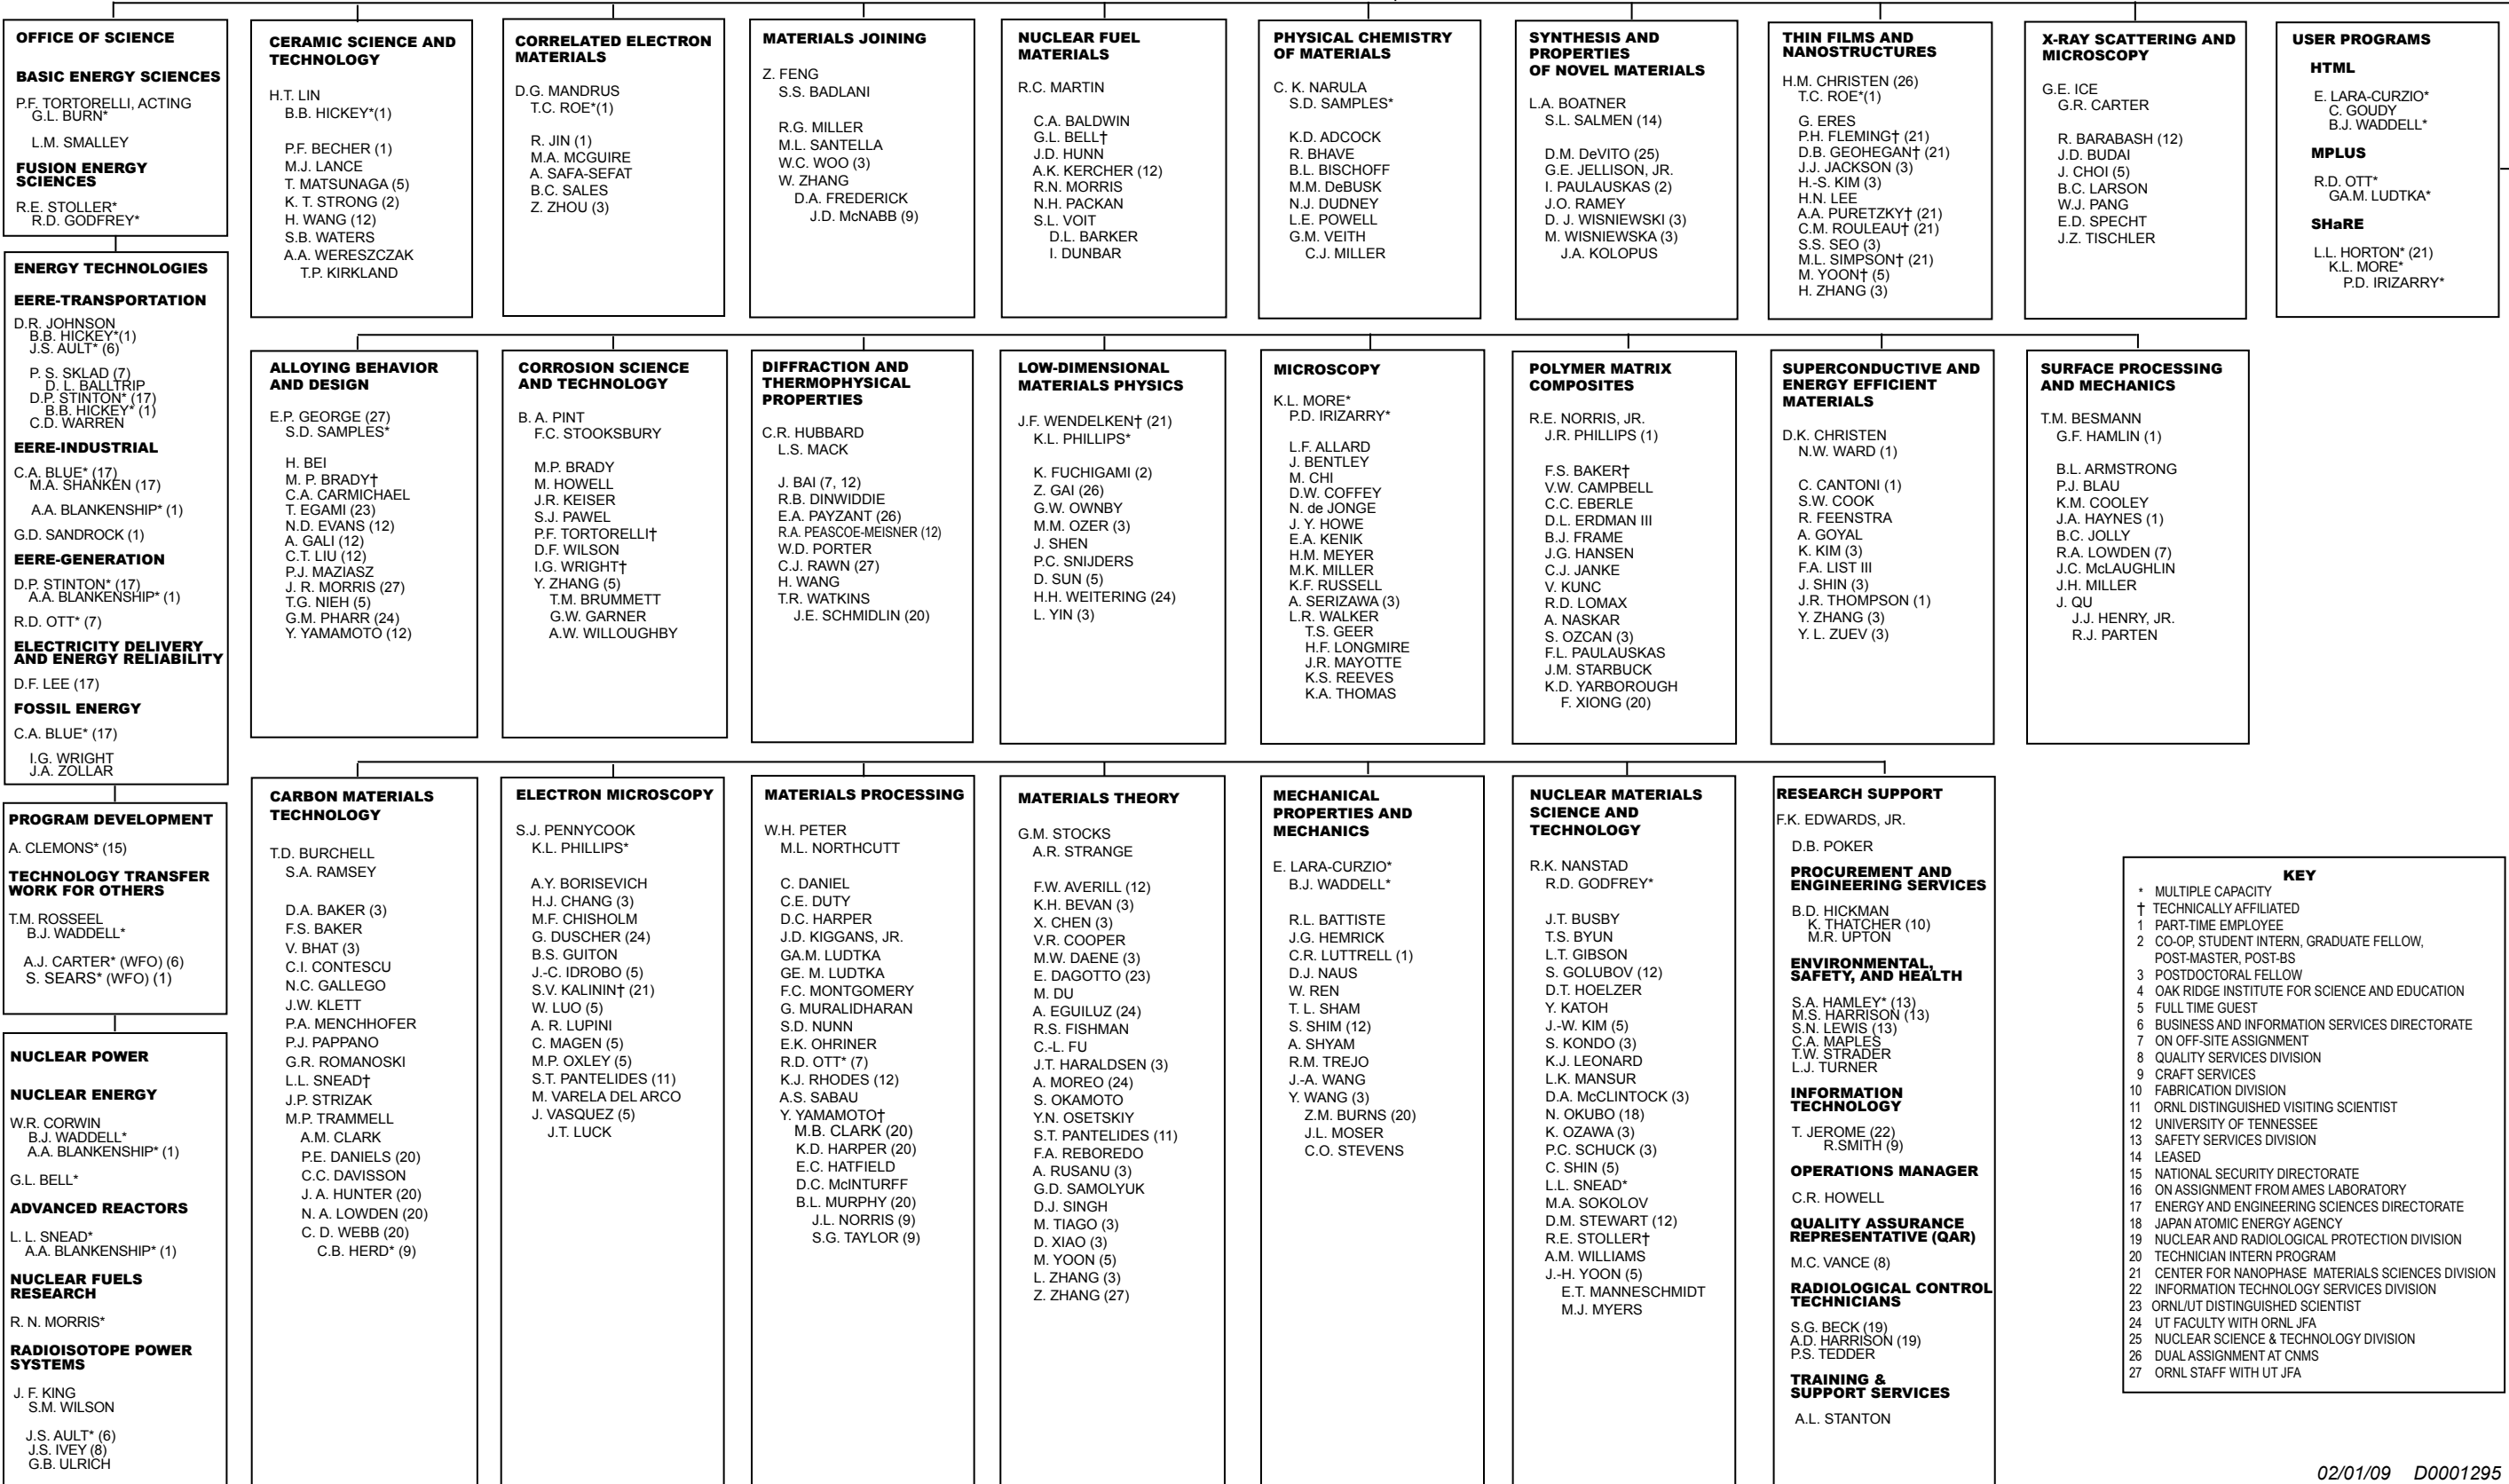 OFFICE OF SCIENCE
BASIC ENERGY SCIENCES
P.F. TORTORELLI, ACTING
G.L. BURN*
L.M. SMALLEY
FUSION ENERGY
SCIENCES
R.E. STOLLER*
R.D. GODFREY*
CERAMIC SCIENCE AND
TECHNOLOGY
H.T. LIN
B.B. HICKEY*(1)
P.F. BECHER (1)
M.J. LANCE
T. MATSUNAGA (5)
K. T. STRONG (2)
H. WANG (12)
S.B. WATERS
A.A. WERESZCZAK
T.P. KIRKLAND
CORRELATED ELECTRON
MATERIALS
D.G. MANDRUS
T.C. ROE*(1)
R. JIN (1)
M.A. MCGUIRE
A. SAFA-SEFAT
B.C. SALES
Z. ZHOU (3)
MATERIALS JOINING
Z. FENG
S.S. BADLANI
R.G. MILLER
M.L. SANTELLA
W.C. WOO (3)
W. ZHANG
D.A. FREDERICK
J.D. McNABB (9)
NUCLEAR FUEL
MATERIALS
R.C. MARTIN
C.A. BALDWIN
G.L. BELL†
J.D. HUNN
A.K. KERCHER (12)
R.N. MORRIS
N.H. PACKAN
S.L. VOIT
D.L. BARKER
I. DUNBAR
PHYSICAL CHEMISTRY
OF MATERIALS
C. K. NARULA
S.D. SAMPLES*
K.D. ADCOCK
R. BHAVE
B.L. BISCHOFF
M.M. DeBUSK
N.J. DUDNEY
L.E. POWELL
G.M. VEITH
C.J. MILLER
SYNTHESIS AND
PROPERTIES
OF NOVEL MATERIALS
L.A. BOATNER
S.L. SALMEN (14)
D.M. DeVITO (25)
G.E. JELLISON, JR.
I. PAULAUSKAS (2)
J.O. RAMEY
D. J. WISNIEWSKI (3)
M. WISNIEWSKA (3)
J.A. KOLOPUS
THIN FILMS AND
NANOSTRUCTURES
H.M. CHRISTEN (26)
T.C. ROE*(1)
G. ERES
P.H. FLEMING† (21)
D.B. GEOHEGAN† (21)
J.J. JACKSON (3)
H.-S. KIM (3)
H.N. LEE
A.A. PURETZKY† (21)
C.M. ROULEAU† (21)
S.S. SEO (3)
M.L. SIMPSON† (21)
M. YOON† (5)
H. ZHANG (3)
X-RAY SCATTERING AND
MICROSCOPY
G.E. ICE
G.R. CARTER
R. BARABASH (12)
J.D. BUDAI
J. CHOI (5)
B.C. LARSON
W.J. PANG
E.D. SPECHT
J.Z. TISCHLER
USER PROGRAMS
HTML
E. LARA-CURZIO*
C. GOUDY
B.J. WADDELL*
MPLUS
R.D. OTT*
GA.M. LUDTKA*
SHaRE
L.L. HORTON* (21)
K.L. MORE*
P.D. IRIZARRY*
ENERGY TECHNOLOGIES
EERE-TRANSPORTATION
D.R. JOHNSON
B.B. HICKEY*(1)
J.S. AULT* (6)
P. S. SKLAD (7)
D. L. BALLTRIP
D.P. STINTON* (17)
B.B. HICKEY* (1)
C.D. WARREN
EERE-INDUSTRIAL
C.A. BLUE* (17)
M.A. SHANKEN (17)
A.A. BLANKENSHIP* (1)
G.D. SANDROCK (1)
EERE-GENERATION
D.P. STINTON* (17)
A.A. BLANKENSHIP* (1)
R.D. OTT* (7)
ELECTRICITY DELIVERY
AND ENERGY RELIABILITY
D.F. LEE (17)
FOSSIL ENERGY
C.A. BLUE* (17)
I.G. WRIGHT
J.A. ZOLLAR
ALLOYING BEHAVIOR
AND DESIGN
E.P. GEORGE (27)
S.D. SAMPLES*
H. BEI
M. P. BRADY†
C.A. CARMICHAEL
T. EGAMI (23)
N.D. EVANS (12)
A. GALI (12)
C.T. LIU (12)
P.J. MAZIASZ
J. R. MORRIS (27)
T.G. NIEH (5)
G.M. PHARR (24)
Y. YAMAMOTO (12)
CORROSION SCIENCE
AND TECHNOLOGY
B. A. PINT
F.C. STOOKSBURY
M.P. BRADY
M. HOWELL
J.R. KEISER
S.J. PAWEL
P.F. TORTORELLI†
D.F. WILSON
I.G. WRIGHT†
Y. ZHANG (5)
T.M. BRUMMETT
G.W. GARNER
A.W. WILLOUGHBY
DIFFRACTION AND
THERMOPHYSICAL
PROPERTIES
C.R. HUBBARD
L.S. MACK
J. BAI (7, 12)
R.B. DINWIDDIE
E.A. PAYZANT (26)
R.A. PEASCOE-MEISNER (12)
W.D. PORTER
C.J. RAWN (27)
H. WANG
T.R. WATKINS
J.E. SCHMIDLIN (20)
LOW-DIMENSIONAL
MATERIALS PHYSICS
J.F. WENDELKEN† (21)
K.L. PHILLIPS*
K. FUCHIGAMI (2)
Z. GAI (26)
G.W. OWNBY
M.M. OZER (3)
J. SHEN
P.C. SNIJDERS
D. SUN (5)
H.H. WEITERING (24)
L. YIN (3)
MICROSCOPY
K.L. MORE*
P.D. IRIZARRY*
L.F. ALLARD
J. BENTLEY
M. CHI
D.W. COFFEY
N. de JONGE
J. Y. HOWE
E.A. KENIK
H.M. MEYER
M.K. MILLER
K.F. RUSSELL
A. SERIZAWA (3)
L.R. WALKER
T.S. GEER
H.F. LONGMIRE
J.R. MAYOTTE
K.S. REEVES
K.A. THOMAS
POLYMER MATRIX
COMPOSITES
R.E. NORRIS, JR.
J.R. PHILLIPS (1)
F.S. BAKER†
V.W. CAMPBELL
C.C. EBERLE
D.L. ERDMAN III
B.J. FRAME
J.G. HANSEN
C.J. JANKE
V. KUNC
R.D. LOMAX
A. NASKAR
S. OZCAN (3)
F.L. PAULAUSKAS
J.M. STARBUCK
K.D. YARBOROUGH
F. XIONG (20)
SUPERCONDUCTIVE AND
ENERGY EFFICIENT
MATERIALS
D.K. CHRISTEN
N.W. WARD (1)
C. CANTONI (1)
S.W. COOK
R. FEENSTRA
A. GOYAL
K. KIM (3)
F.A. LIST III
J. SHIN (3)
J.R. THOMPSON (1)
Y. ZHANG (3)
Y. L. ZUEV (3)
SURFACE PROCESSING
AND MECHANICS
T.M. BESMANN
G.F. HAMLIN (1)
B.L. ARMSTRONG
P.J. BLAU
K.M. COOLEY
J.A. HAYNES (1)
B.C. JOLLY
R.A. LOWDEN (7)
J.C. McLAUGHLIN
J.H. MILLER
J. QU
J.J. HENRY, JR.
R.J. PARTEN
PROGRAM DEVELOPMENT
A. CLEMONS* (15)
TECHNOLOGY TRANSFER
WORK FOR OTHERS
T.M. ROSSEEL
B.J. WADDELL*
A.J. CARTER* (WFO) (6)
S. SEARS* (WFO) (1)
NUCLEAR POWER
NUCLEAR ENERGY
W.R. CORWIN
B.J. WADDELL*
A.A. BLANKENSHIP* (1)
G.L. BELL*
ADVANCED REACTORS
L. L. SNEAD*
A.A. BLANKENSHIP* (1)
NUCLEAR FUELS
RESEARCH
R. N. MORRIS*
RADIOISOTOPE POWER
SYSTEMS
J. F. KING
S.M. WILSON
J.S. AULT* (6)
J.S. IVEY (8)
G.B. ULRICH
CARBON MATERIALS
TECHNOLOGY
T.D. BURCHELL
S.A. RAMSEY
D.A. BAKER (3)
F.S. BAKER
V. BHAT (3)
C.I. CONTESCU
N.C. GALLEGO
J.W. KLETT
P.A. MENCHHOFER
P.J. PAPPANO
G.R. ROMANOSKI
L.L. SNEAD†
J.P. STRIZAK
M.P. TRAMMELL
A.M. CLARK
P.E. DANIELS (20)
C.C. DAVISSON
J. A. HUNTER (20)
N. A. LOWDEN (20)
C. D. WEBB (20)
C.B. HERD* (9)
ELECTRON MICROSCOPY
S.J. PENNYCOOK
K.L. PHILLIPS*
A.Y. BORISEVICH
H.J. CHANG (3)
M.F. CHISHOLM
G. DUSCHER (24)
B.S. GUITON
J.-C. IDROBO (5)
S.V. KALININ† (21)
W. LUO (5)
A. R. LUPINI
C. MAGEN (5)
M.P. OXLEY (5)
S.T. PANTELIDES (11)
M. VARELA DEL ARCO
J. VASQUEZ (5)
J.T. LUCK
MATERIALS PROCESSING
W.H. PETER
M.L. NORTHCUTT
C. DANIEL
C.E. DUTY
D.C. HARPER
J.D. KIGGANS, JR.
GA.M. LUDTKA
GE. M. LUDTKA
F.C. MONTGOMERY
G. MURALIDHARAN
S.D. NUNN
E.K. OHRINER
R.D. OTT* (7)
K.J. RHODES (12)
A.S. SABAU
Y. YAMAMOTO†
M.B. CLARK (20)
K.D. HARPER (20)
E.C. HATFIELD
D.C. McINTURFF
B.L. MURPHY (20)
J.L. NORRIS (9)
S.G. TAYLOR (9)
MATERIALS THEORY
G.M. STOCKS
A.R. STRANGE
F.W. AVERILL (12)
K.H. BEVAN (3)
X. CHEN (3)
V.R. COOPER
M.W. DAENE (3)
E. DAGOTTO (23)
M. DU
A. EGUILUZ (24)
R.S. FISHMAN
C.-L. FU
J.T. HARALDSEN (3)
A. MOREO (24)
S. OKAMOTO
Y.N. OSETSKIY
S.T. PANTELIDES (11)
F.A. REBOREDO
A. RUSANU (3)
G.D. SAMOLYUK
D.J. SINGH
M. TIAGO (3)
D. XIAO (3)
M. YOON (5)
L. ZHANG (3)
Z. ZHANG (27)
MECHANICAL
PROPERTIES AND
MECHANICS
E. LARA-CURZIO*
B.J. WADDELL*
R.L. BATTISTE
J.G. HEMRICK
C.R. LUTTRELL (1)
D.J. NAUS
W. REN
T. L. SHAM
S. SHIM (12)
A. SHYAM
R.M. TREJO
J.-A. WANG
Y. WANG (3)
Z.M. BURNS (20)
J.L. MOSER
C.O. STEVENS
NUCLEAR MATERIALS
SCIENCE AND
TECHNOLOGY
R.K. NANSTAD
R.D. GODFREY*
J.T. BUSBY
T.S. BYUN
L.T. GIBSON
S. GOLUBOV (12)
D.T. HOELZER
Y. KATOH
J.-W. KIM (5)
S. KONDO (3)
K.J. LEONARD
L.K. MANSUR
D.A. McCLINTOCK (3)
N. OKUBO (18)
K. OZAWA (3)
P.C. SCHUCK (3)
C. SHIN (5)
L.L. SNEAD*
M.A. SOKOLOV
D.M. STEWART (12)
R.E. STOLLER†
A.M. WILLIAMS
J.-H. YOON (5)
E.T. MANNESCHMIDT
M.J. MYERS
RESEARCH SUPPORT
F.K. EDWARDS, JR.
D.B. POKER
PROCUREMENT AND
ENGINEERING SERVICES
B.D. HICKMAN
K. THATCHER (10)
M.R. UPTON
ENVIRONMENTAL,
SAFETY, AND HEALTH
S.A. HAMLEY* (13)
M.S. HARRISON (13)
S.N. LEWIS (13)
C.A. MAPLES
T.W. STRADER
L.J. TURNER
INFORMATION
TECHNOLOGY
T. JEROME (22)
R.SMITH (9)
OPERATIONS MANAGER
C.R. HOWELL
QUALITY ASSURANCE
REPRESENTATIVE (QAR)
M.C. VANCE (8)
RADIOLOGICAL CONTROL
TECHNICIANS
S.G. BECK (19)
A.D. HARRISON (19)
P.S. TEDDER
TRAINING &
SUPPORT SERVICES
A.L. STANTON
KEY
* MULTIPLE CAPACITY
† TECHNICALLY AFFILIATED
1 PART-TIME EMPLOYEE
2 CO-OP, STUDENT INTERN, GRADUATE FELLOW,
POST-MASTER, POST-BS
3 POSTDOCTORAL FELLOW
4 OAK RIDGE INSTITUTE FOR SCIENCE AND EDUCATION
5 FULL TIME GUEST
6 BUSINESS AND INFORMATION SERVICES DIRECTORATE
7 ON OFF-SITE ASSIGNMENT
8 QUALITY SERVICES DIVISION
9 CRAFT SERVICES
10 FABRICATION DIVISION
11 ORNL DISTINGUISHED VISITING SCIENTIST
12 UNIVERSITY OF TENNESSEE
13 SAFETY SERVICES DIVISION
14 LEASED
15 NATIONAL SECURITY DIRECTORATE
16 ON ASSIGNMENT FROM AMES LABORATORY
17 ENERGY AND ENGINEERING SCIENCES DIRECTORATE
18 JAPAN ATOMIC ENERGY AGENCY
19 NUCLEAR AND RADIOLOGICAL PROTECTION DIVISION
20 TECHNICIAN INTERN PROGRAM
21 CENTER FOR NANOPHASE MATERIALS SCIENCES DIVISION
22 INFORMATION TECHNOLOGY SERVICES DIVISION
23 ORNL/UT DISTINGUISHED SCIENTIST
24 UT FACULTY WITH ORNL JFA
25 NUCLEAR SCIENCE & TECHNOLOGY DIVISION
26 DUAL ASSIGNMENT AT CNMS
27 ORNL STAFF WITH UT JFA
02/01/09 D0001295